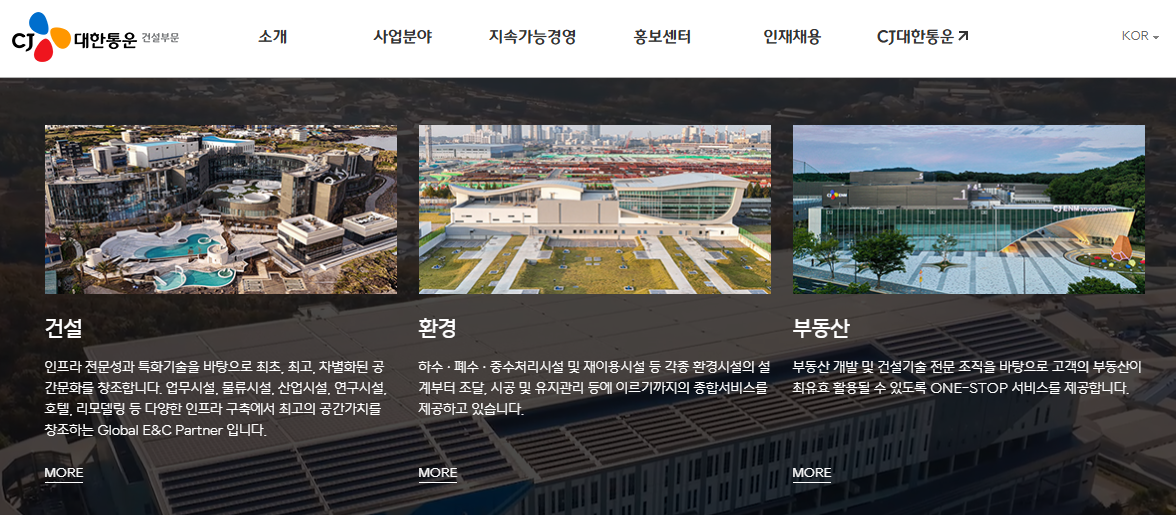 CJ 대한통운 건설부문
소개
사업분야
지속가능경영
홍보센터
인재채용
CJ대한통운
KOR
CJ ENM
CJ ENM STUDIO CENTER
건설
인프라 전문성과 특화기술을 바탕으로 최초, 최고, 차별화된 공
간문화를 창조합니다. 업무시설, 물류시설, 산업시설, 연구시설,
호텔, 리모델링 등 다양한 인프라 구축에서 최고의 공간가치를
창조하는 Global E&C Partner 입니다.
MORE
환경
하수 · 폐수 · 중수처리시설 및 재이용시설 등 각종 환경시설의 설
계부터 조달, 시공 및 유지관리 등에 이르기까지의 종합서비스를
제공하고 있습니다.
MORE
부동산
부동산 개발 및 건설기술 전문 조직을 바탕으로 고객의 부동산이
최유효 활용될 수 있도록 ONE-STOP 서비스를 제공합니다.
MORE